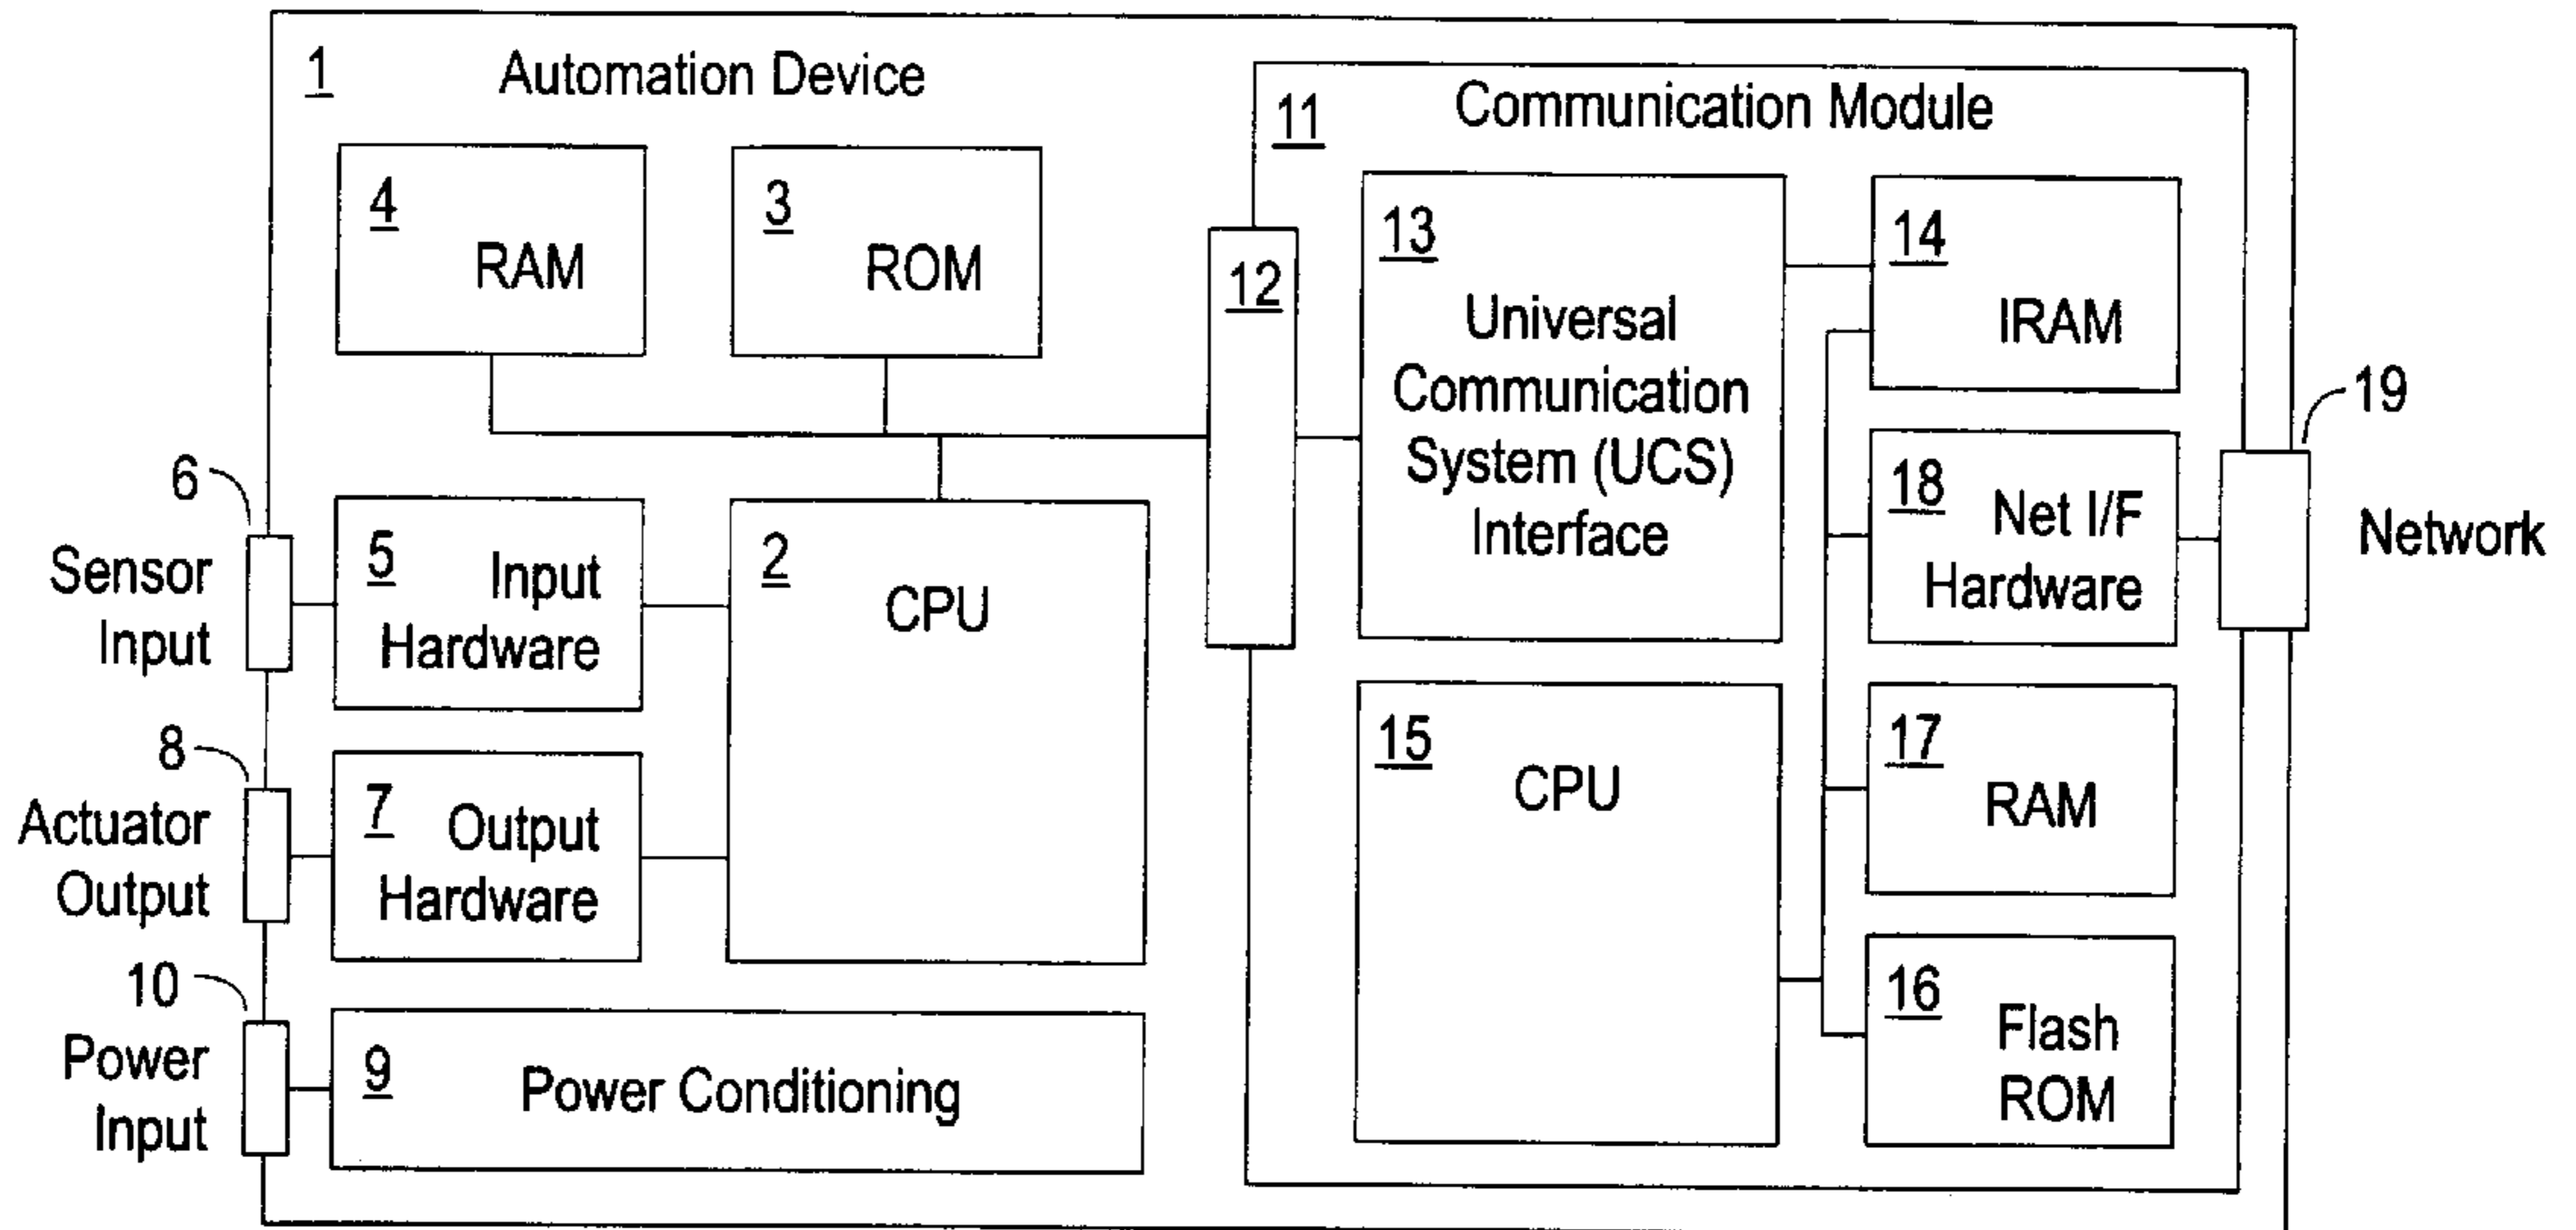 1 Automation Device
4 RAM
3 ROM
6
Sensor
Input
5 Input
Hardware
2
CPU
8
Actuator
Output
7 Output
Hardware
10
Power
Input
9 Power Conditioning
11 Communication Module
12
13
Universal
Communication
System (UCS)
Interface
14
IRAM
18 Net I/F
Hardware
19
Network
15
CPU
17
RAM
16
Flash
ROM